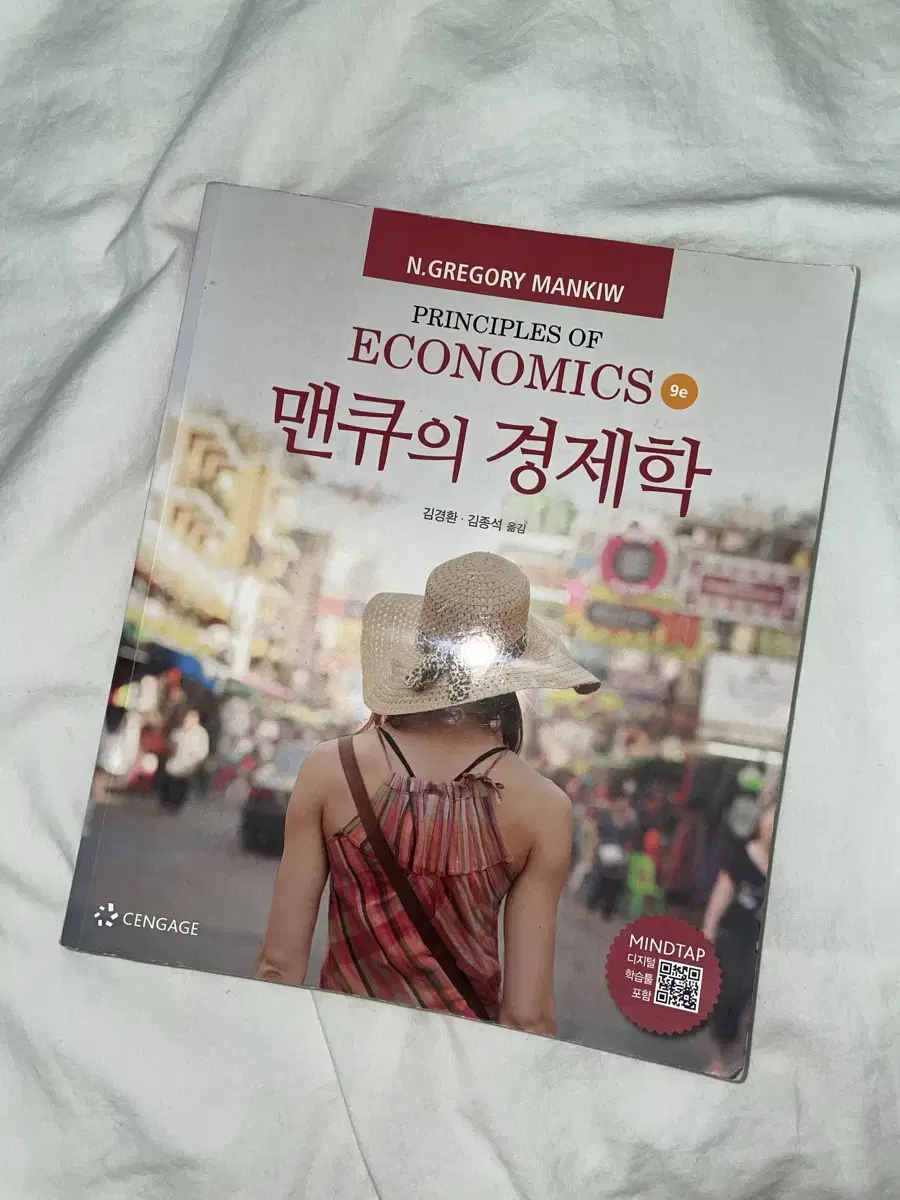 N.GREGORY MANKIW
PRINCIPLES OF
ECONOMICS 9e
맨큐의 경제학
김경환 · 김종석 옮김
CENGAGE
MINDTAP
디지털
학습툴
포함